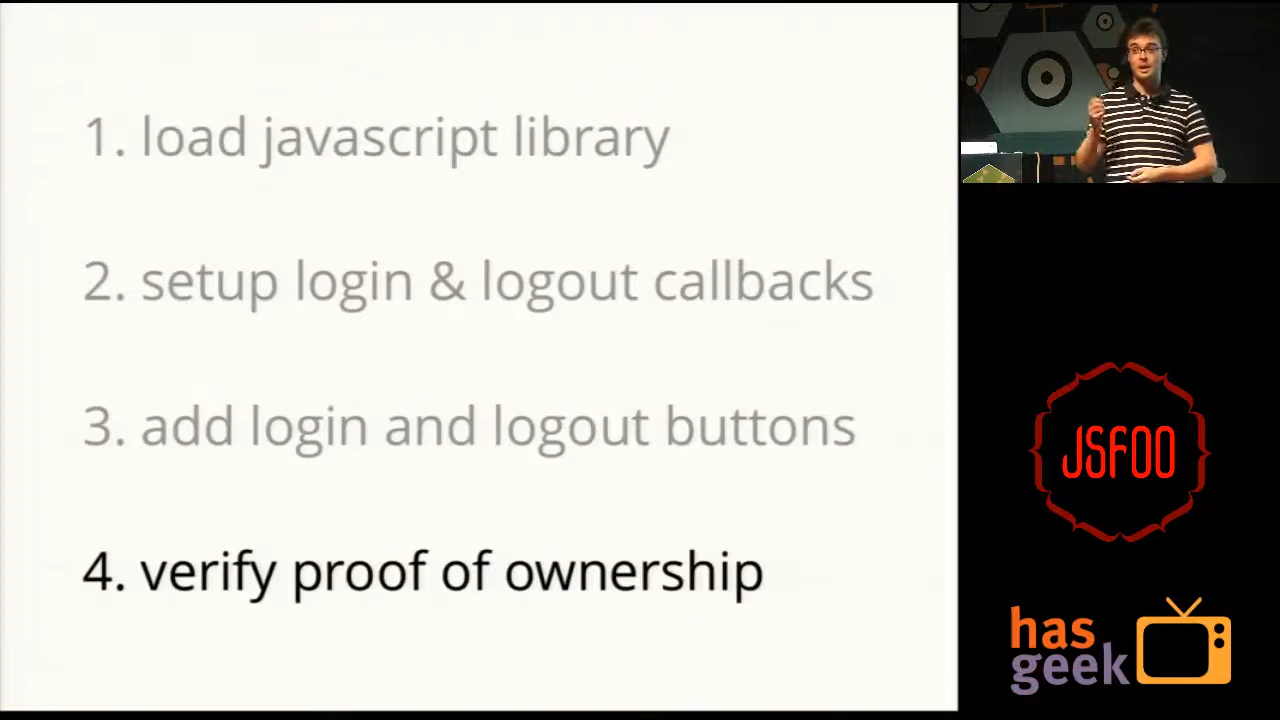 1. load javascript library
2. setup login & logout callbacks
3. add login and logout buttons
4. verify proof of ownership
JSFOO
has
geek